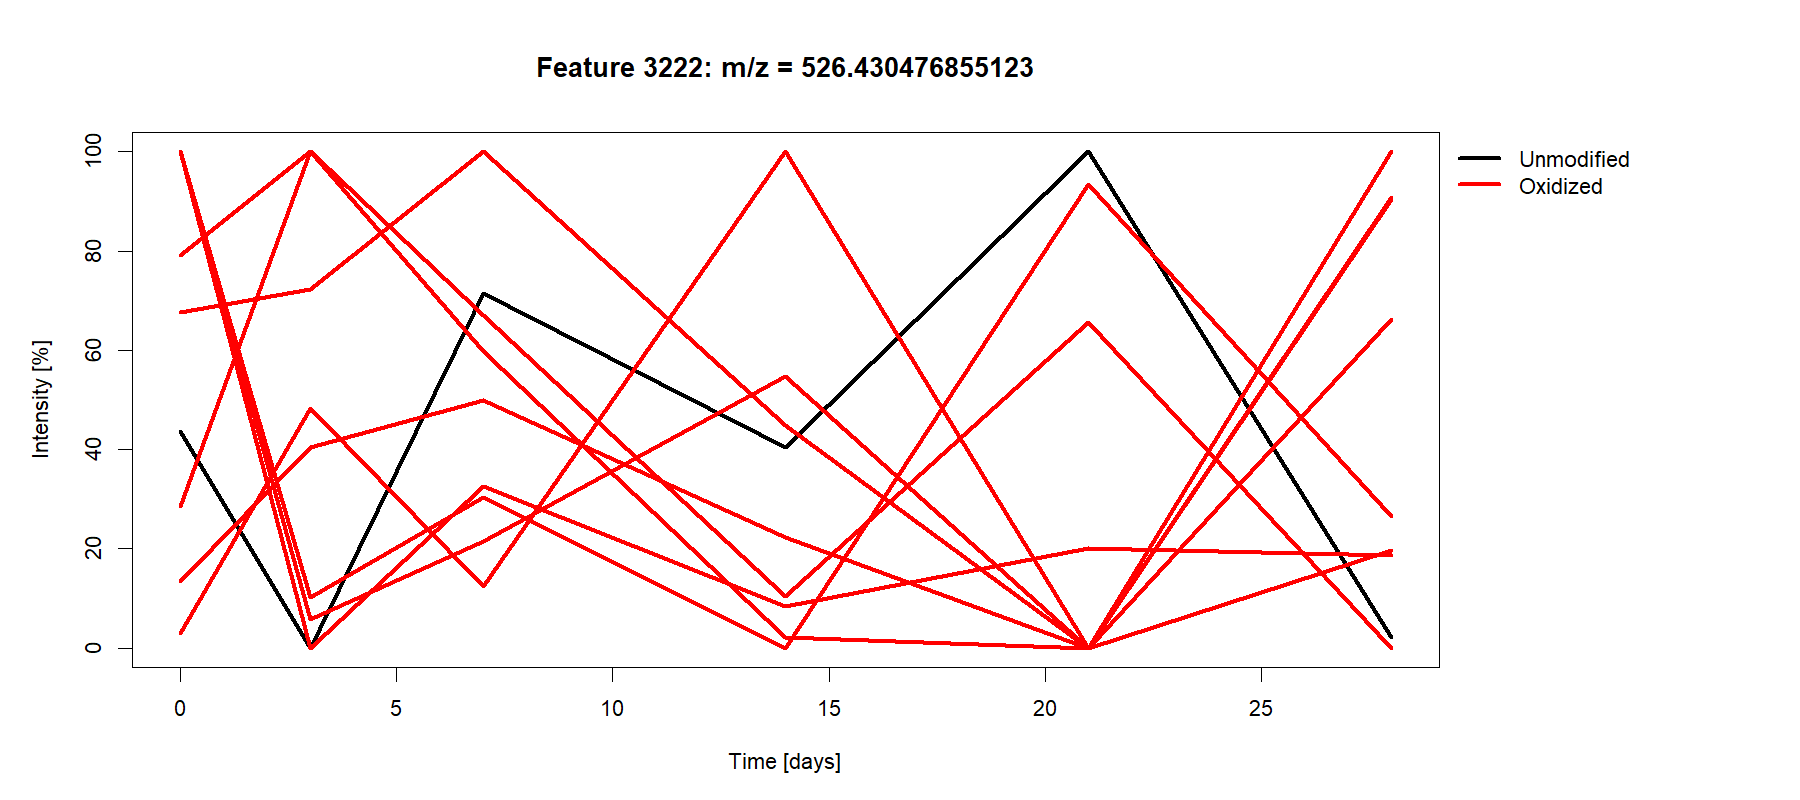 Feature 3222: m/z = 526.430476855123
Unmodified
Oxidized
Intensity [%]
100
80
60
40
20
0
0 5 10 15 20 25
Time [days]